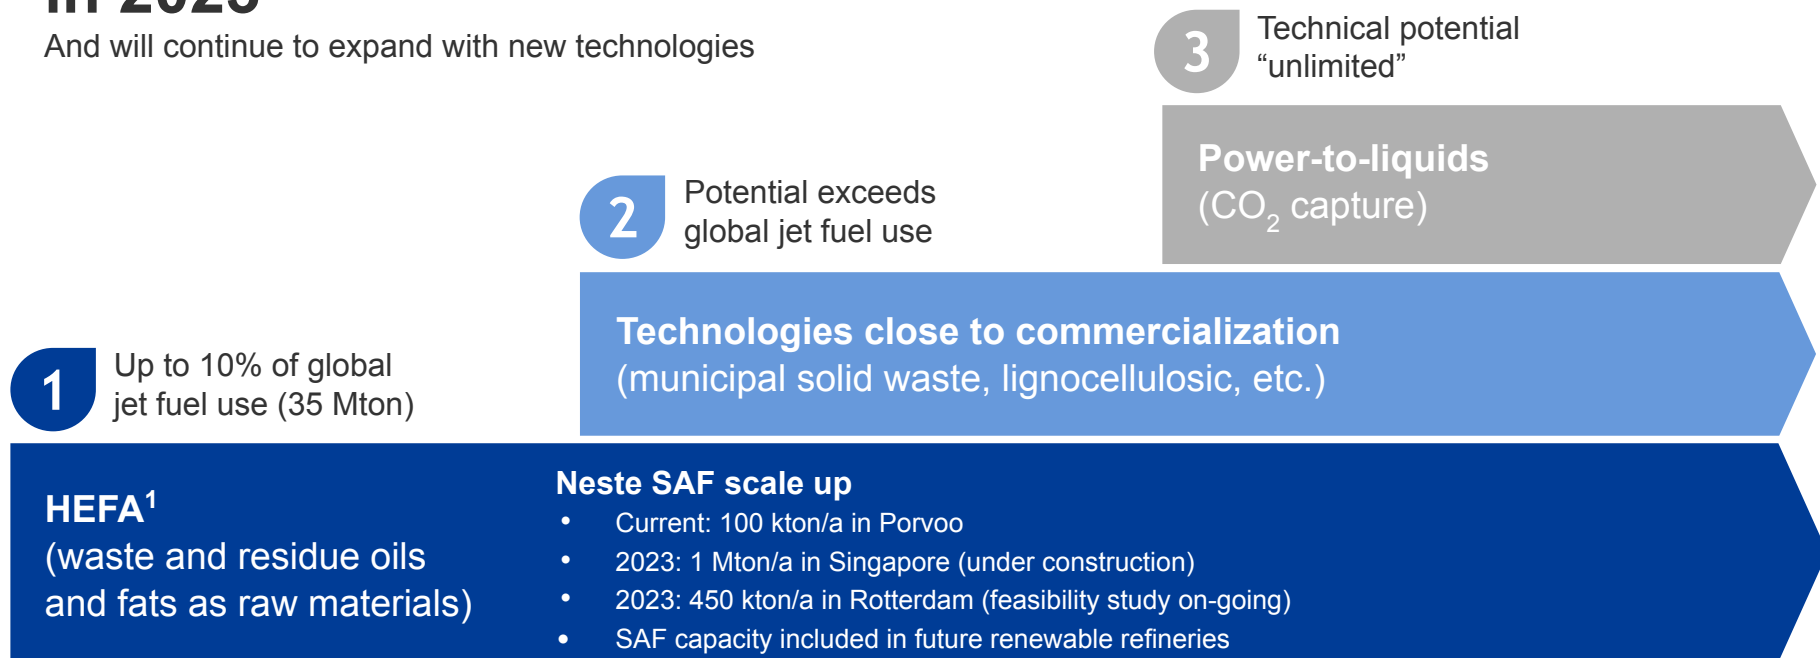 in 2023
And will continue to expand with new technologies
3
Technical potential
“unlimited”
Power-to-liquids
(CO₂ capture)
2
Potential exceeds
global jet fuel use
Technologies close to commercialization
(municipal solid waste, lignocellulosic, etc.)
1
Up to 10% of global
jet fuel use (35 Mton)
HEFA¹
(waste and residue oils
and fats as raw materials)
Neste SAF scale up
• Current: 100 kton/a in Porvoo
• 2023: 1 Mton/a in Singapore (under construction)
• 2023: 450 kton/a in Rotterdam (feasibility study on-going)
• SAF capacity included in future renewable refineries